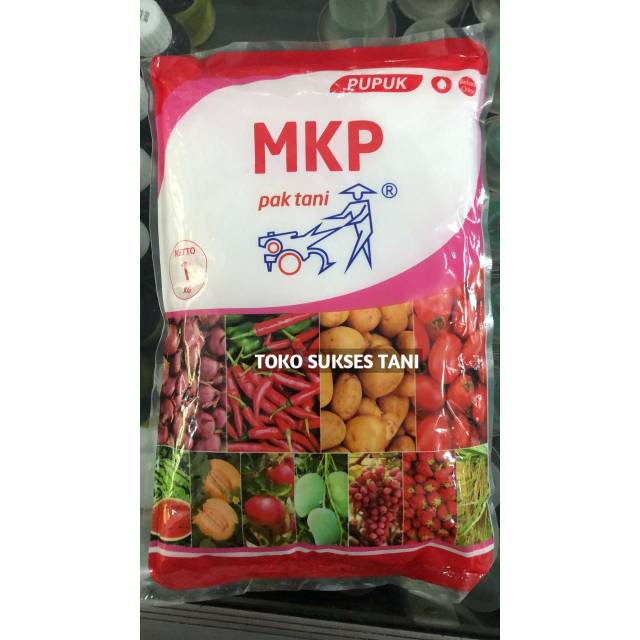 PUPUK
MKP
pak tani ®
NETTO
1
KG
TOKO SUKSES TANI